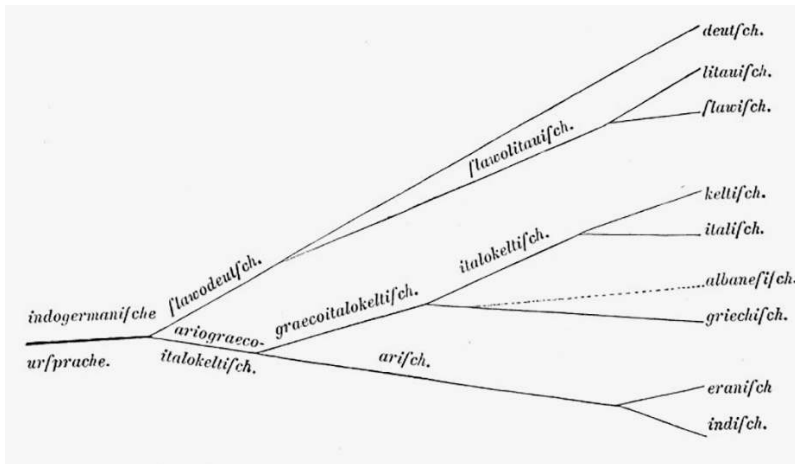 deutſch.
litauiſch.
ſlawolitauiſch.
ſlawiſch.
keltiſch.
italokeltiſch.
italiſch.
ſlawodeutſch.
albaneſiſch.
graecoitalokeltiſch.
griechiſch.
indogermaniſche
urſprache.
ariograeco-
italokeltiſch.
ariſch.
eraniſch
indiſch.